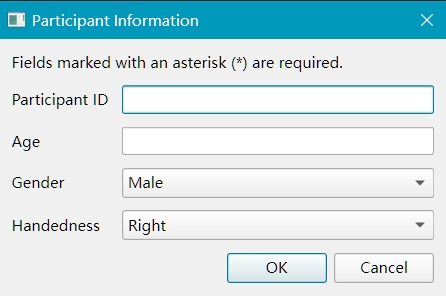 Participant Information
Fields marked with an asterisk (*) are required.
Participant ID
Age
Gender Male
Handedness Right
OK Cancel